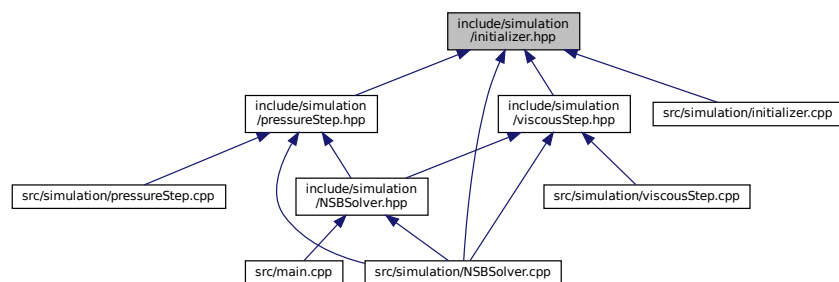 include/simulation
/initializer.hpp
include/simulation
/pressureStep.hpp
include/simulation
/viscousStep.hpp
src/simulation/initializer.cpp
src/simulation/pressureStep.cpp
include/simulation
/NSBSolver.hpp
src/simulation/viscousStep.cpp
src/main.cpp
src/simulation/NSBSolver.cpp